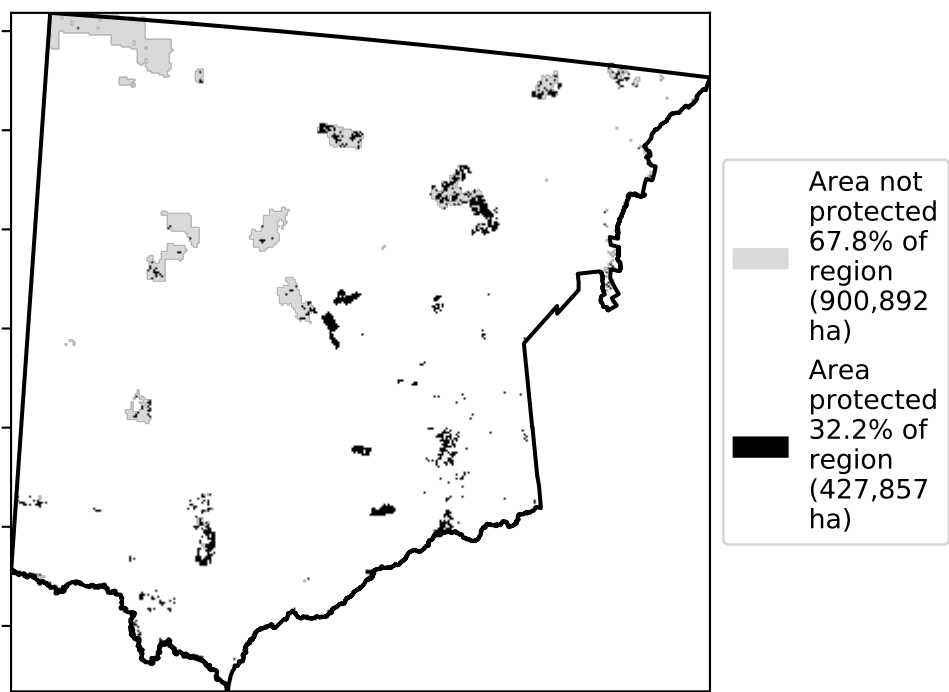 Area not
protected
67.8% of
region
(900,892
ha)
Area
protected
32.2% of
region
(427,857
ha)